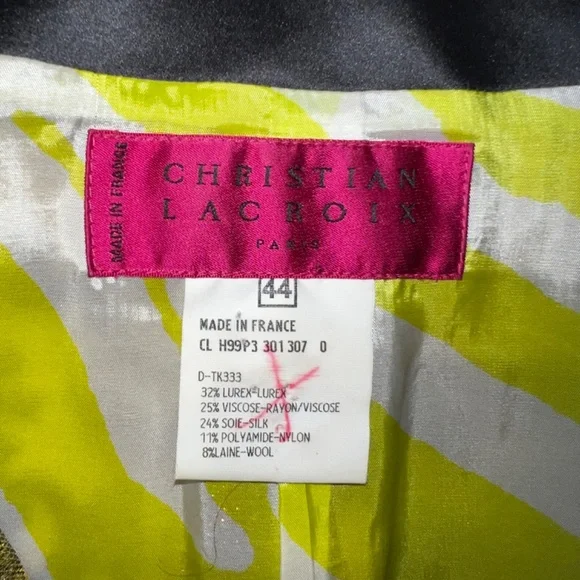 MADE IN FRANCE
CHRISTIAN
LACROIX
PARIS
44
MADE IN FRANCE
CL H99P3 301 307 0
D-TK333
32% LUREX-LUREX
25% VISCOSE-RAYON/VISCOSE
24% SOIE-SILK
11% POLYAMIDE-NYLON
8%LAINE-WOOL